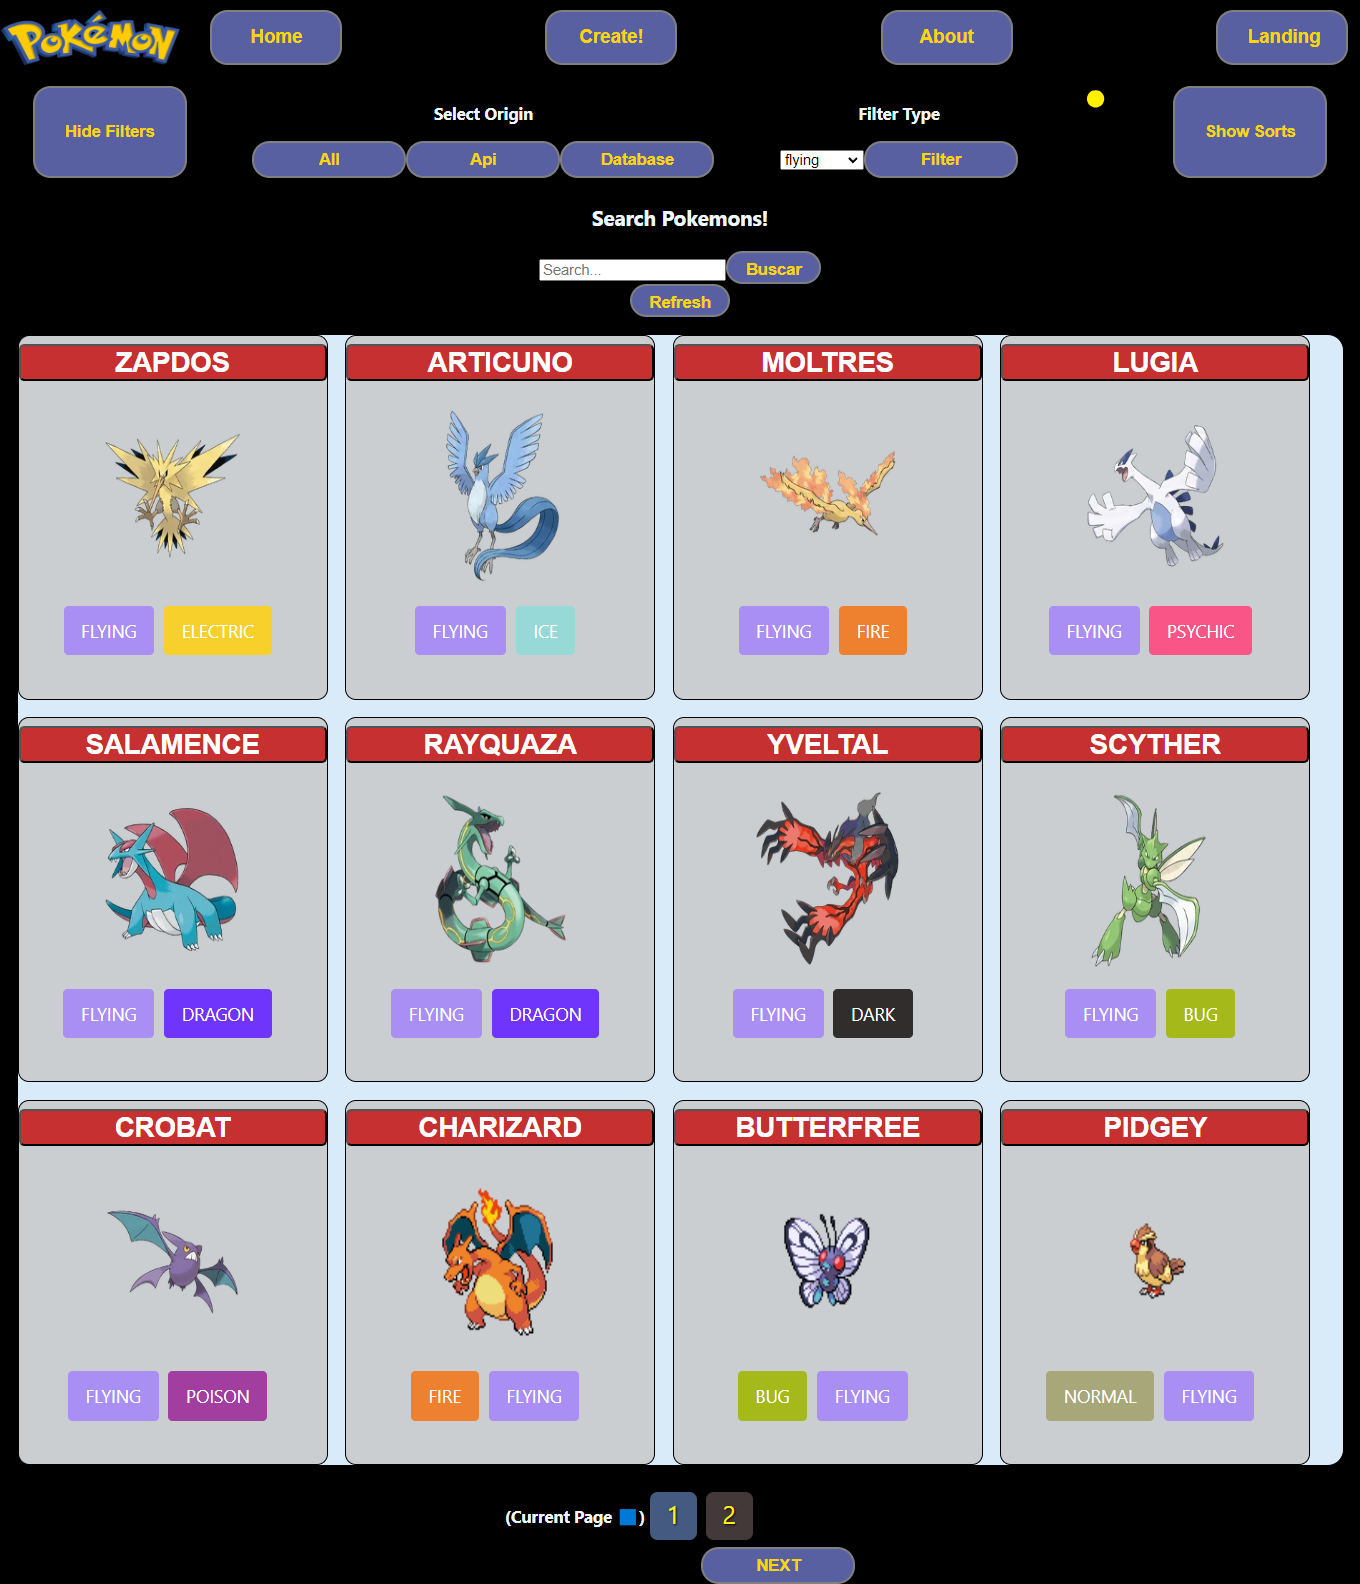 Pokémon
Home
Create!
About
Landing
Hide Filters
Select Origin
All
Api
Database
Filter Type
flying
Filter
Show Sorts
Search Pokemons!
Search...
Buscar
Refresh
ZAPDOS
ARTICUNO
MOLTRES
LUGIA
FLYING ELECTRIC
FLYING ICE
FLYING FIRE
FLYING PSYCHIC
SALAMENCE
RAYQUAZA
YVELTAL
SCYTHER
FLYING DRAGON
FLYING DRAGON
FLYING DARK
FLYING BUG
CROBAT
CHARIZARD
BUTTERFREE
PIDGEY
FLYING POISON
FIRE FLYING
BUG FLYING
NORMAL FLYING
(Current Page 🟦) 1 2
NEXT